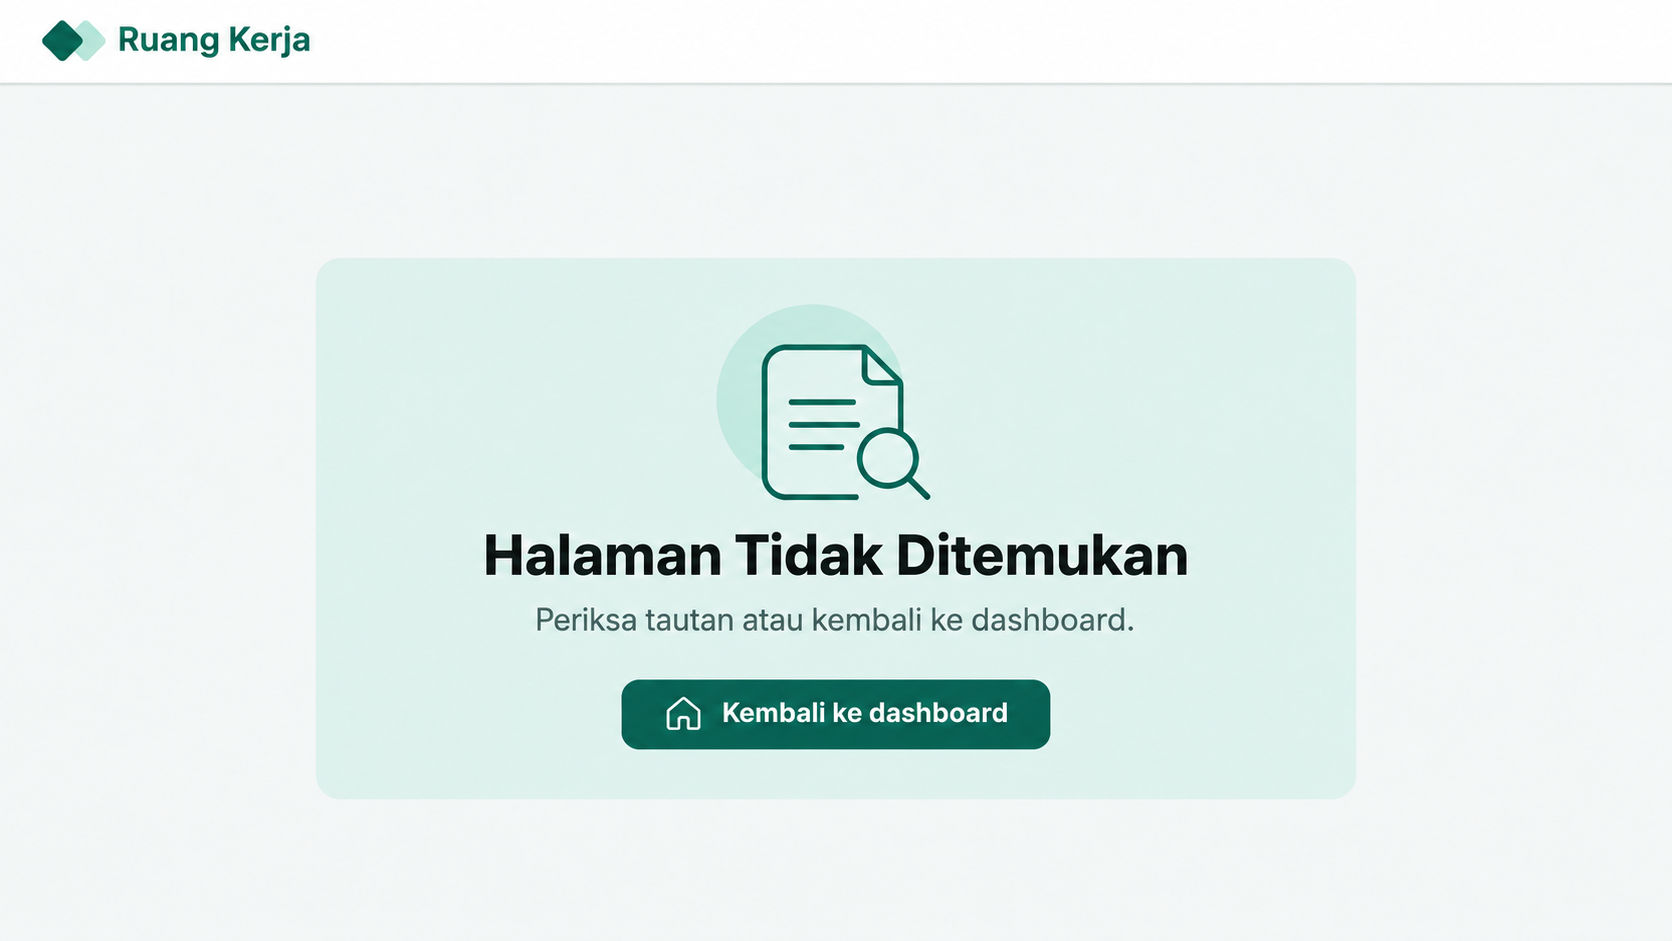 Ruang Kerja
Halaman Tidak Ditemukan
Periksa tautan atau kembali ke dashboard.
Kembali ke dashboard